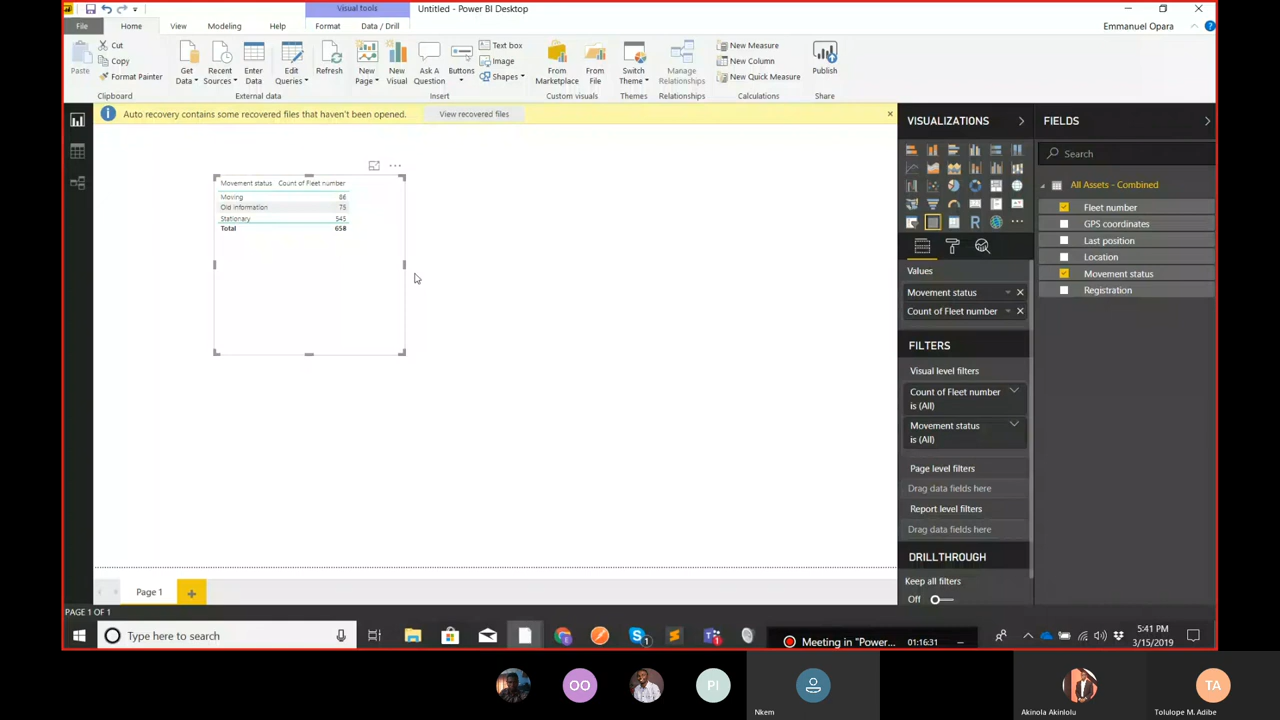 Visual tools
Untitled - Power BI Desktop
File
Home
View
Modeling
Help
Format
Data / Drill
Emmanuel Opara
Paste
Cut
Copy
Format Painter
Clipboard
Get Data
Recent Sources
Enter Data
Edit Queries
Refresh
External data
New Page
New Visual
Ask A Question
Buttons
Text box
Image
Shapes
Insert
From Marketplace
From File
Custom visuals
Switch Theme
Themes
Manage Relationships
Relationships
New Measure
New Column
New Quick Measure
Calculations
Publish
Share
Auto recovery contains some recovered files that haven't been opened.
View recovered files
Movement status Count of Fleet number
Moving 86
Old information 75
Stationary 545
Total 658
VISUALIZATIONS
Values
Movement status
Count of Fleet number
FILTERS
Visual level filters
Count of Fleet number
is (All)
Movement status
is (All)
Page level filters
Drag data fields here
Report level filters
Drag data fields here
DRILLTHROUGH
Keep all filters
Off
FIELDS
Search
All Assets - Combined
Fleet number
GPS coordinates
Last position
Location
Movement status
Registration
Page 1
PAGE 1 OF 1
Type here to search
Meeting in "Power...
01:16:31
5:41 PM
3/15/2019
OO
PI
Nkem
Akinola Akinlolu
TA
Tolulope M. Adibe